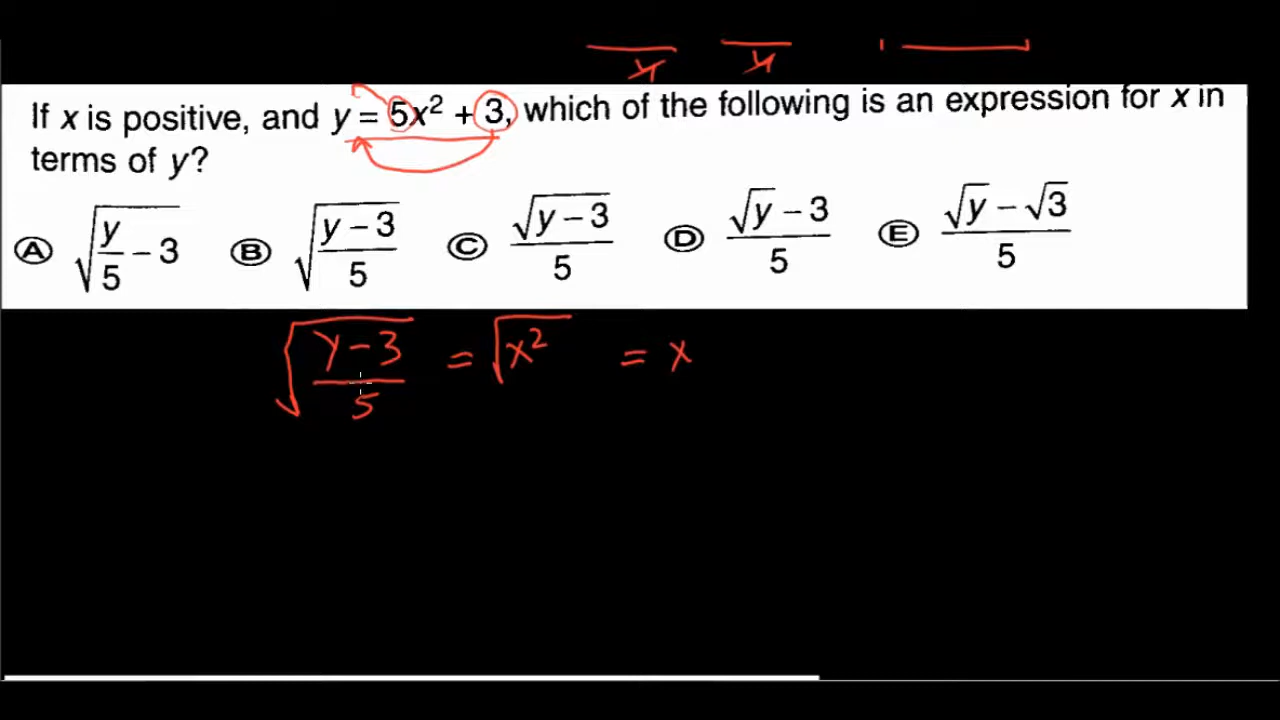 y y
If x is positive, and y = 5x² + 3, which of the following is an expression for x in
terms of y?
A √(y/5 − 3) B √((y − 3)/5) C √(y − 3)/5 D (√y − 3)/5 E (√y − √3)/5
√((y − 3)/5) = √(x²) = x